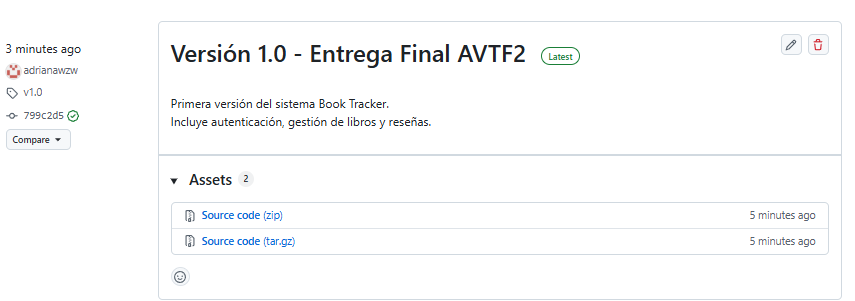 3 minutes ago
adrianawzw
v1.0
799c2d5
Compare
Versión 1.0 - Entrega Final AVTF2
Latest
Primera versión del sistema Book Tracker.
Incluye autenticación, gestión de libros y reseñas.
Assets 2
Source code (zip) 5 minutes ago
Source code (tar.gz) 5 minutes ago